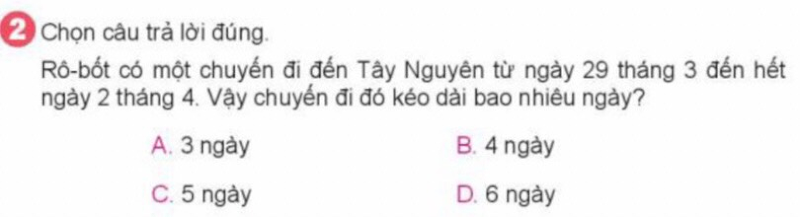 2 Chọn câu trả lời đúng.
Rô-bốt có một chuyến đi đến Tây Nguyên từ ngày 29 tháng 3 đến hết
ngày 2 tháng 4. Vậy chuyến đi đó kéo dài bao nhiêu ngày?
A. 3 ngày B. 4 ngày
C. 5 ngày D. 6 ngày